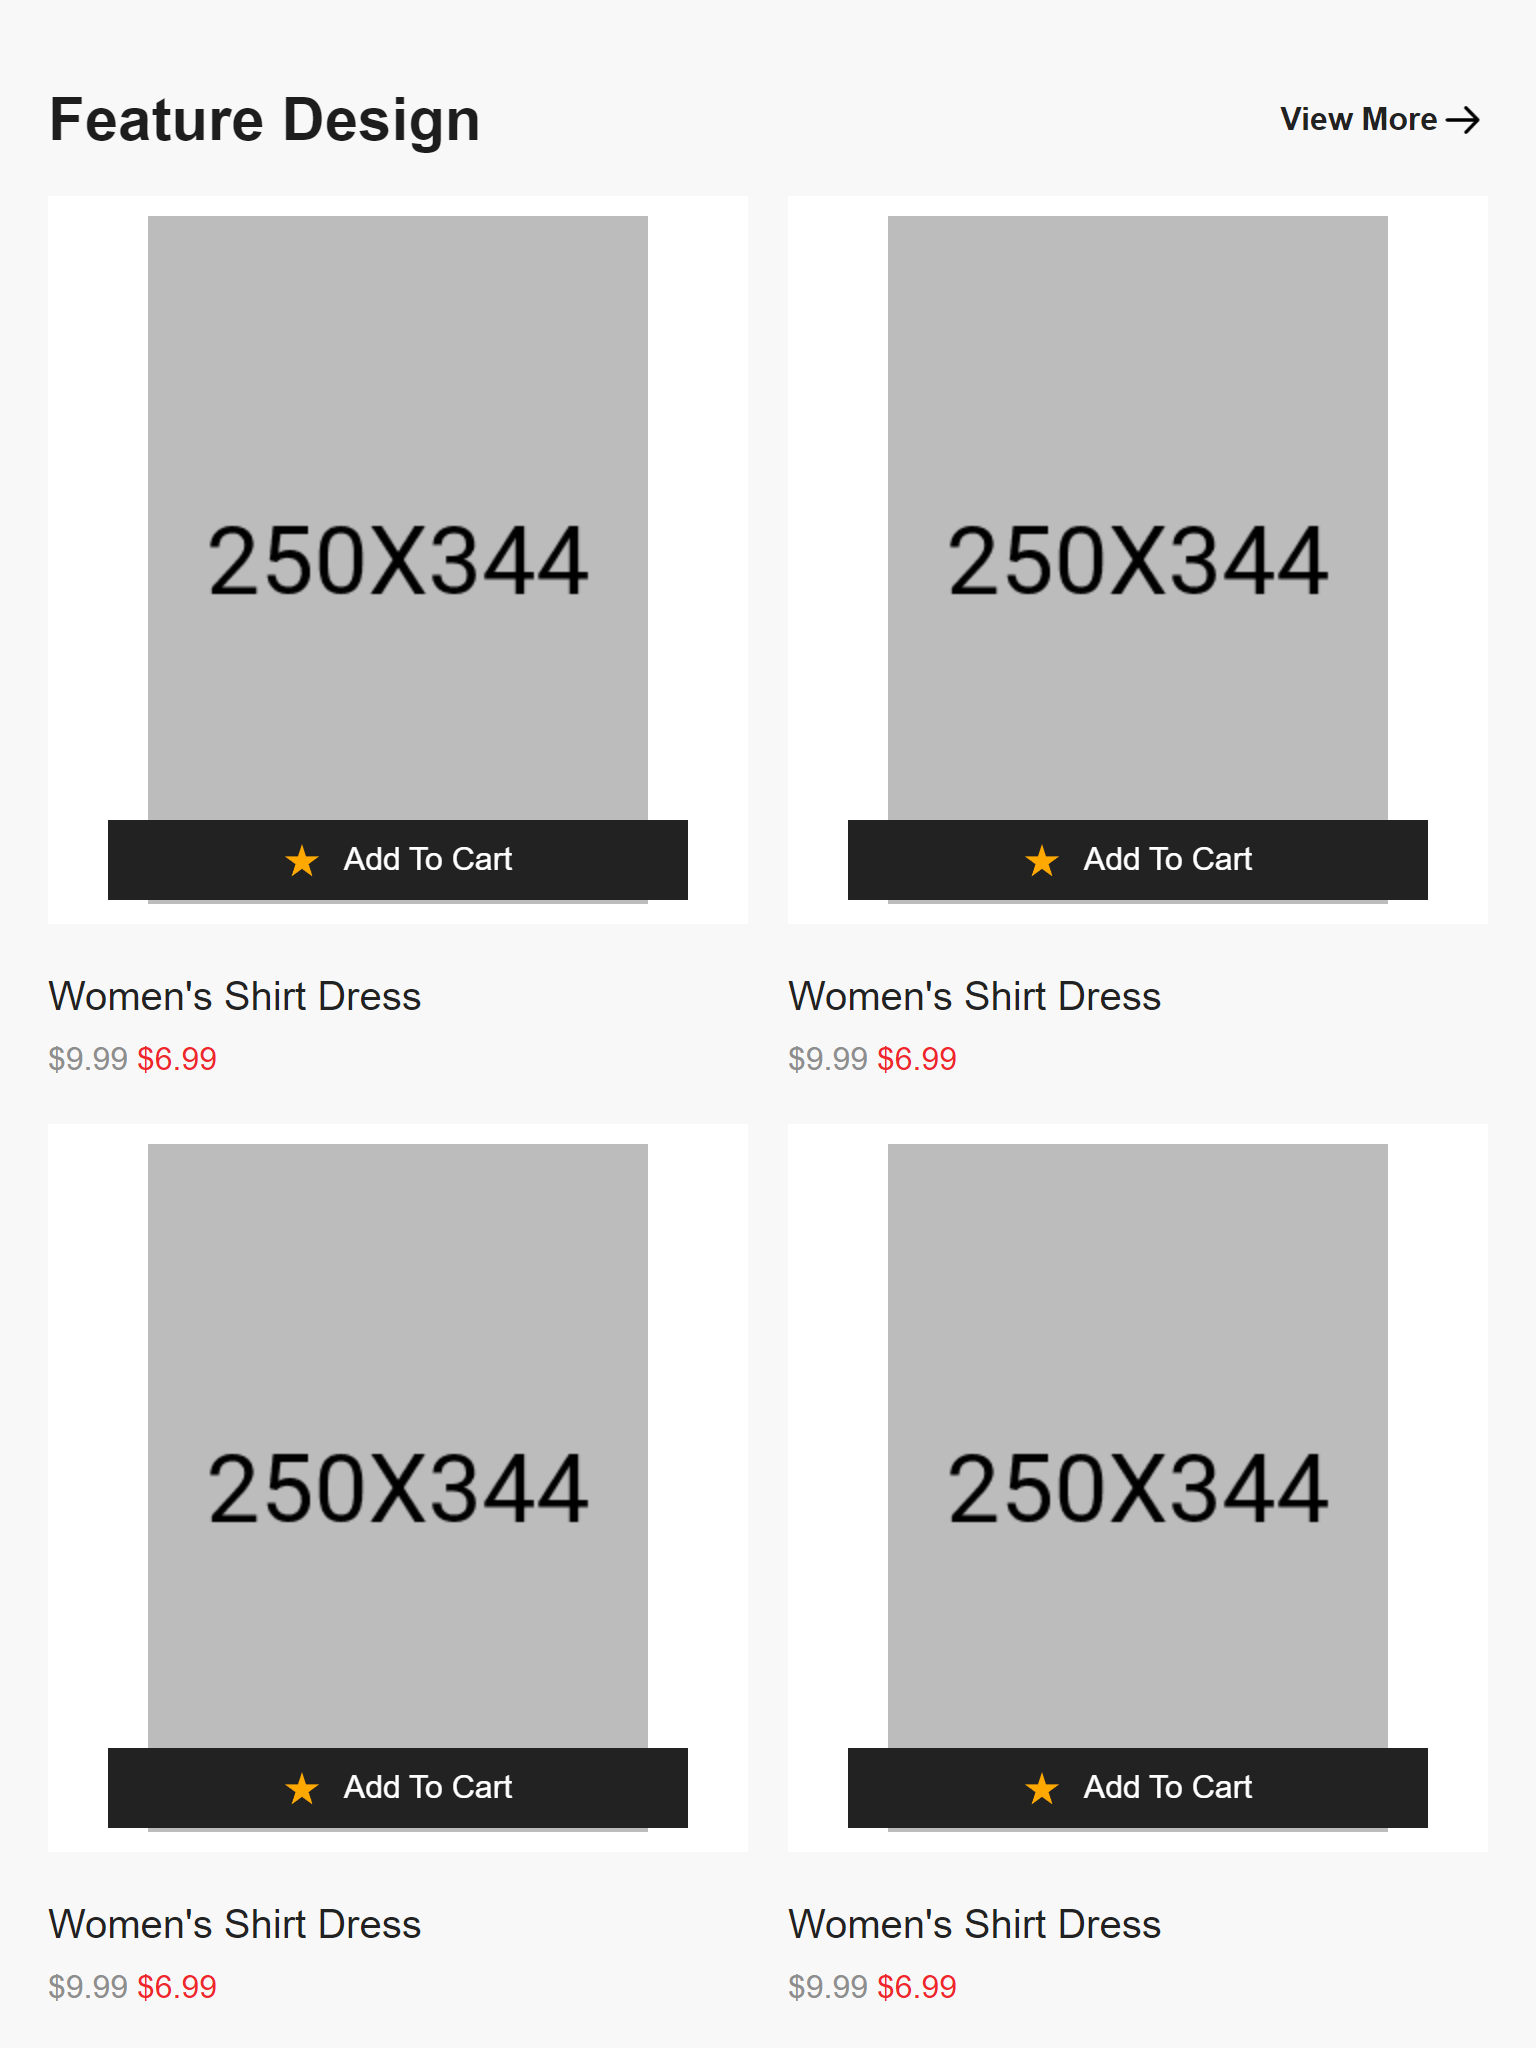 Feature Design
View More
250X344
250X344
Add To Cart
Add To Cart
Women's Shirt Dress
$9.99 $6.99
Women's Shirt Dress
$9.99 $6.99
250X344
250X344
Add To Cart
Add To Cart
Women's Shirt Dress
$9.99 $6.99
Women's Shirt Dress
$9.99 $6.99